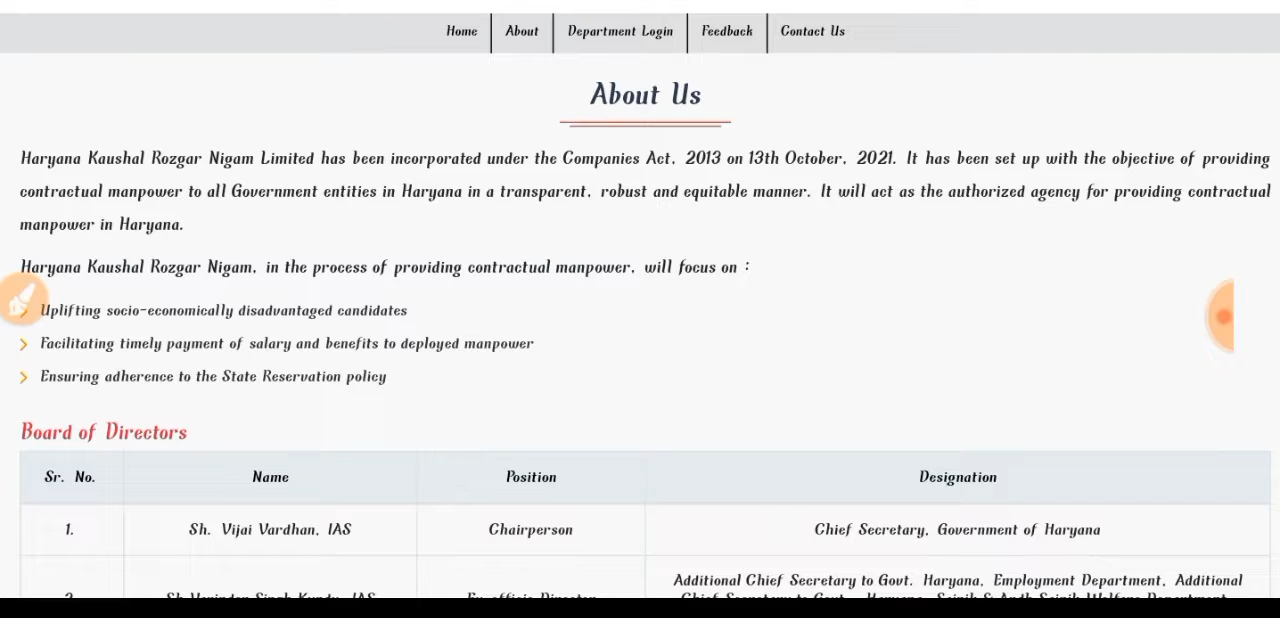 Home About Department Login Feedback Contact Us
About Us
Haryana Kaushal Rozgar Nigam Limited has been incorporated under the Companies Act, 2013 on 13th October, 2021. It has been set up with the objective of providing
contractual manpower to all Government entities in Haryana in a transparent, robust and equitable manner. It will act as the authorized agency for providing contractual
manpower in Haryana.
Haryana Kaushal Rozgar Nigam, in the process of providing contractual manpower, will focus on :
Uplifting socio-economically disadvantaged candidates
Facilitating timely payment of salary and benefits to deployed manpower
Ensuring adherence to the State Reservation policy
Board of Directors
Sr. No. Name Position Designation
1. Sh. Vijai Vardhan, IAS Chairperson Chief Secretary, Government of Haryana
Additional Chief Secretary to Govt. Haryana, Employment Department, Additional